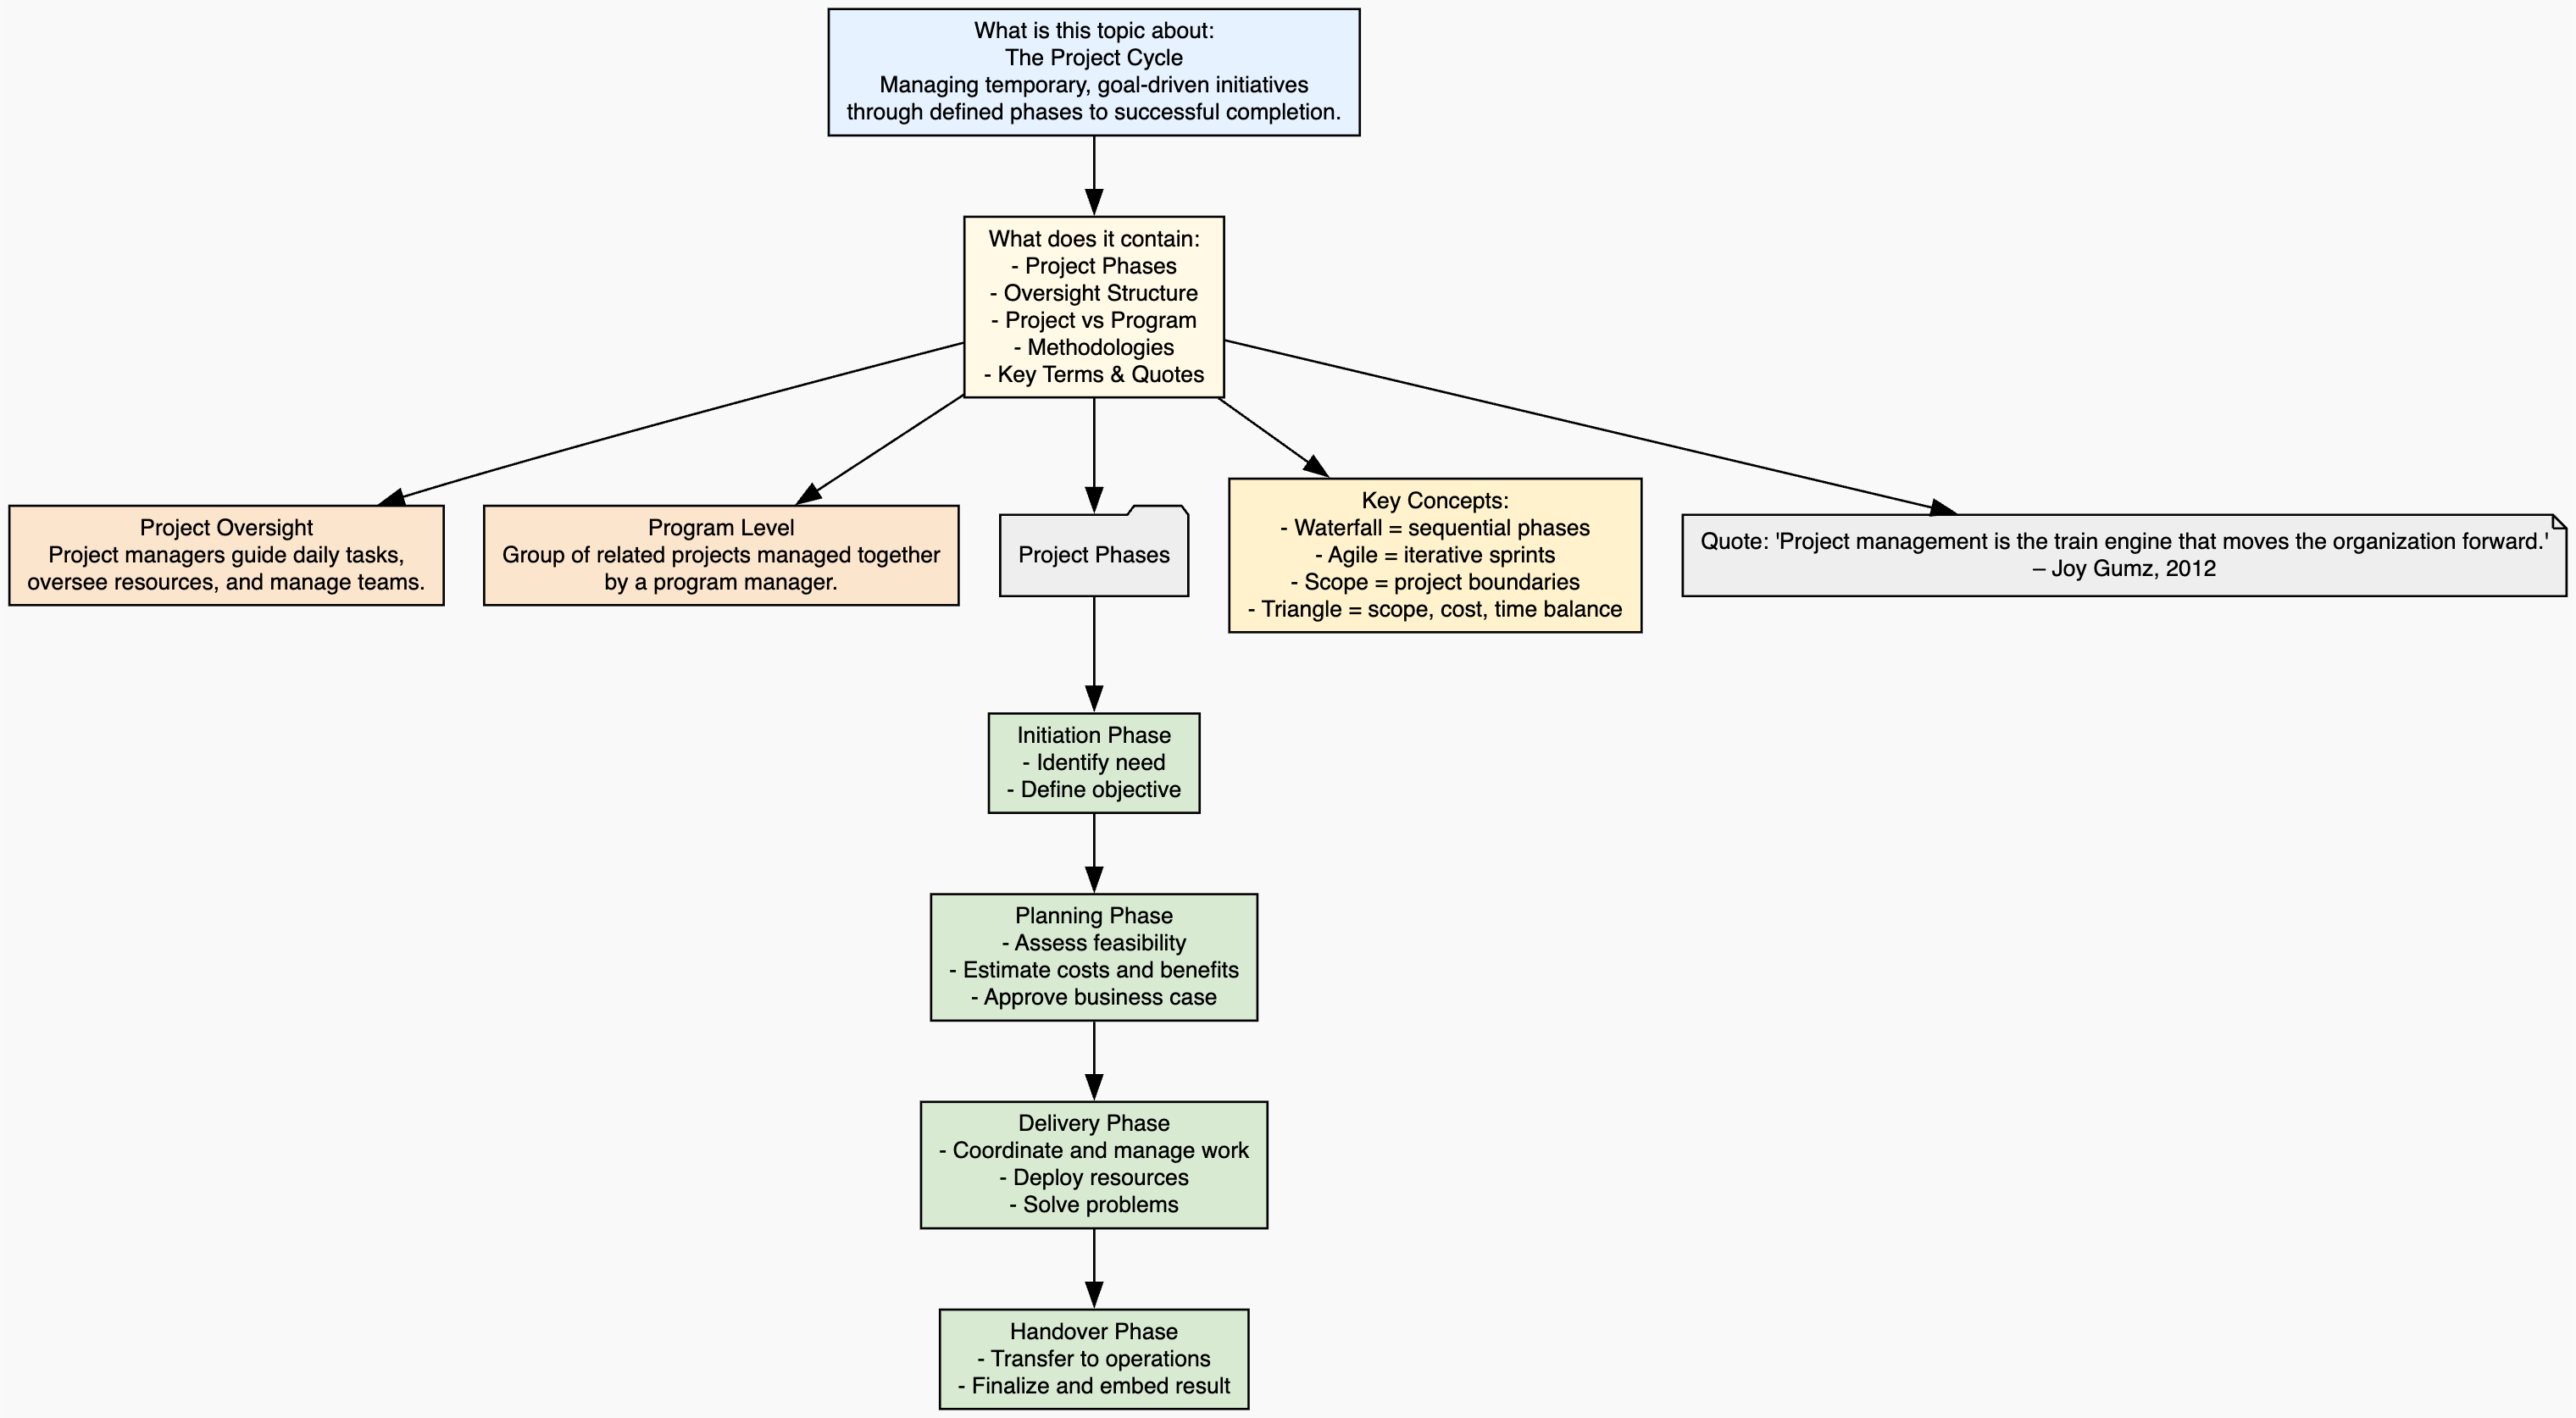 What is this topic about:
The Project Cycle
Managing temporary, goal-driven initiatives
through defined phases to successful completion.
What does it contain:
- Project Phases
- Oversight Structure
- Project vs Program
- Methodologies
- Key Terms & Quotes
Project Oversight
Project managers guide daily tasks,
oversee resources, and manage teams.
Program Level
Group of related projects managed together
by a program manager.
Project Phases
Key Concepts:
- Waterfall = sequential phases
- Agile = iterative sprints
- Scope = project boundaries
- Triangle = scope, cost, time balance
Quote: 'Project management is the train engine that moves the organization forward.'
– Joy Gumz, 2012
Initiation Phase
- Identify need
- Define objective
Planning Phase
- Assess feasibility
- Estimate costs and benefits
- Approve business case
Delivery Phase
- Coordinate and manage work
- Deploy resources
- Solve problems
Handover Phase
- Transfer to operations
- Finalize and embed result